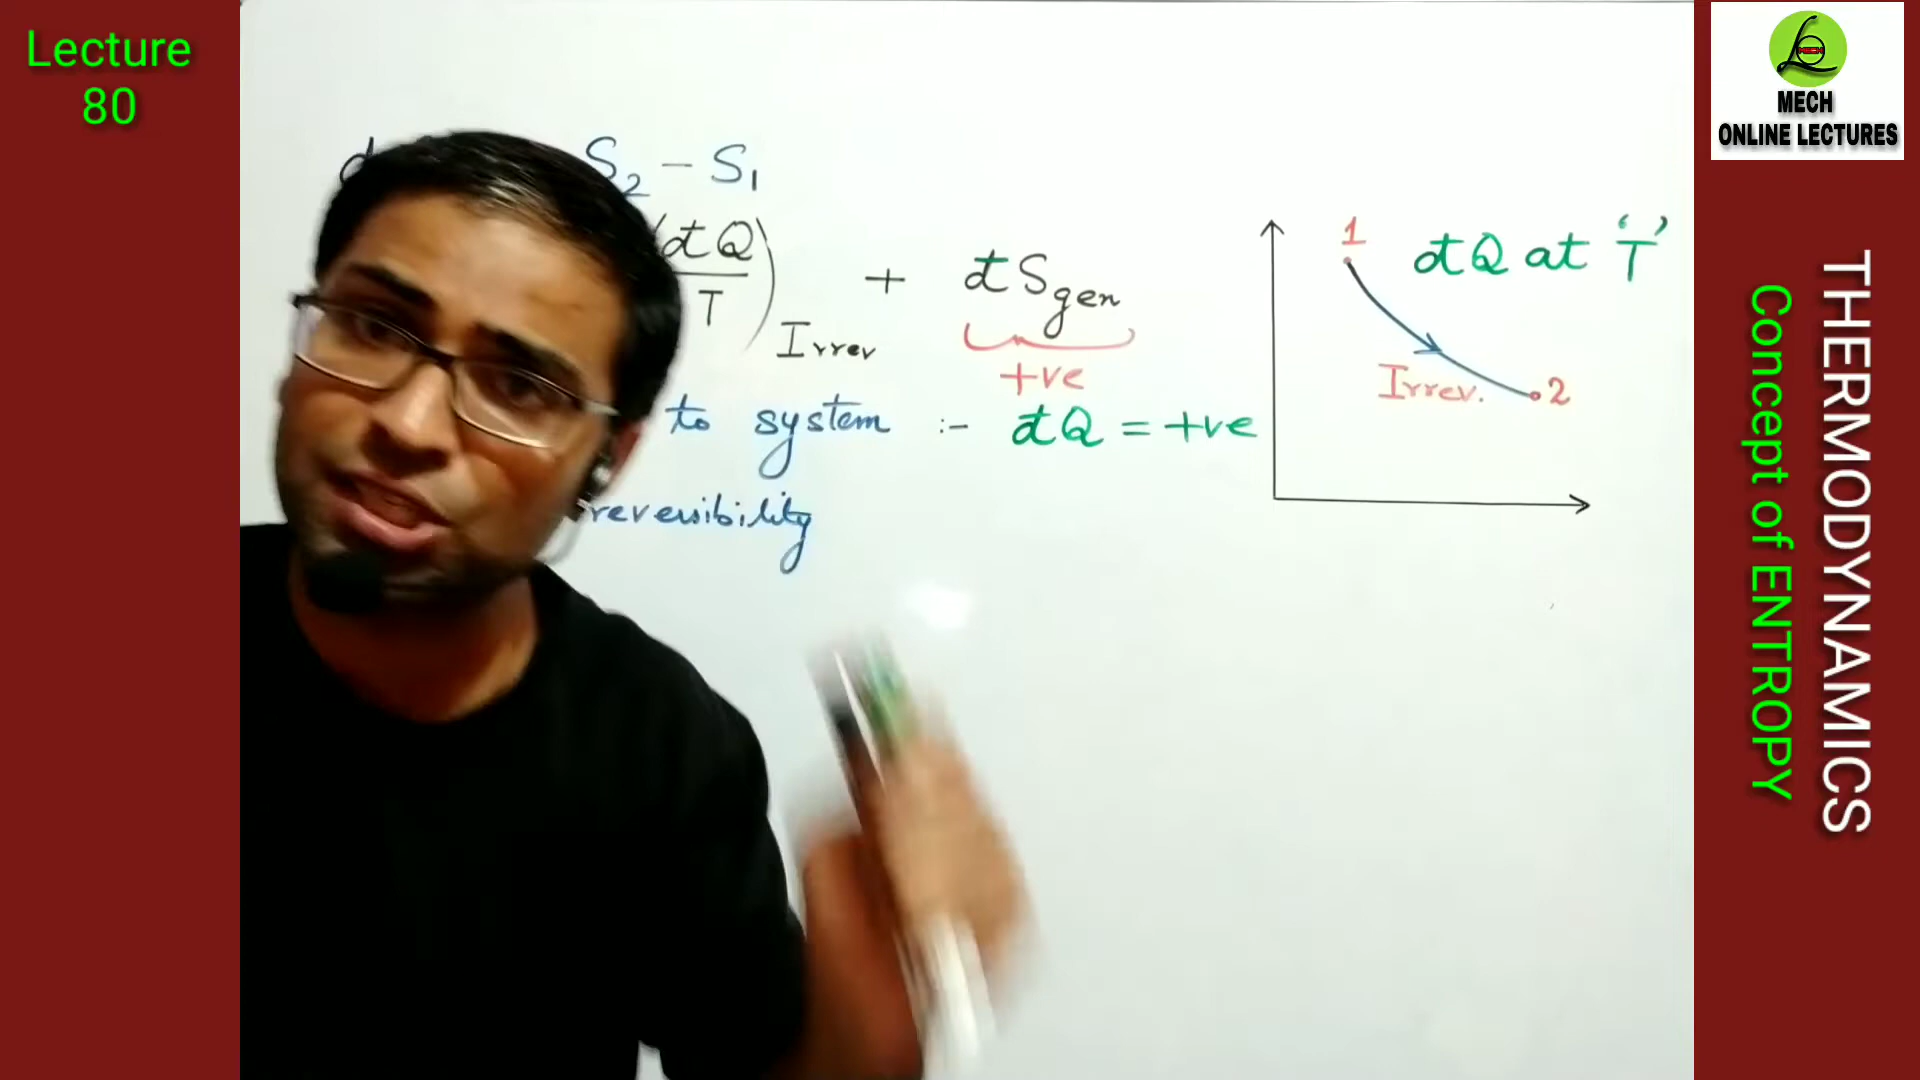 Lecture
80
MECH
ONLINE LECTURES
THERMODYNAMICS
Concept of ENTROPY
S₂ - S₁
(dQ/T)Irrev + dSgen
+ve
to system :- dQ = +ve
reversibility
1
dQ at 'T'
Irrev.
2